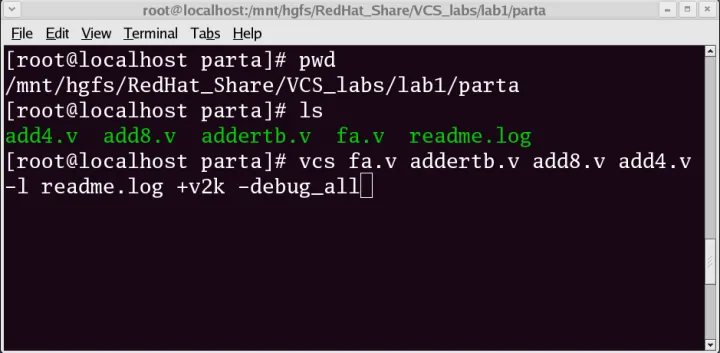 root@localhost:/mnt/hgfs/RedHat_Share/VCS_labs/lab1/parta
File Edit View Terminal Tabs Help
[root@localhost parta]# pwd
/mnt/hgfs/RedHat_Share/VCS_labs/lab1/parta
[root@localhost parta]# ls
add4.v add8.v addertb.v fa.v readme.log
[root@localhost parta]# vcs fa.v addertb.v add8.v add4.v
-l readme.log +v2k -debug_all